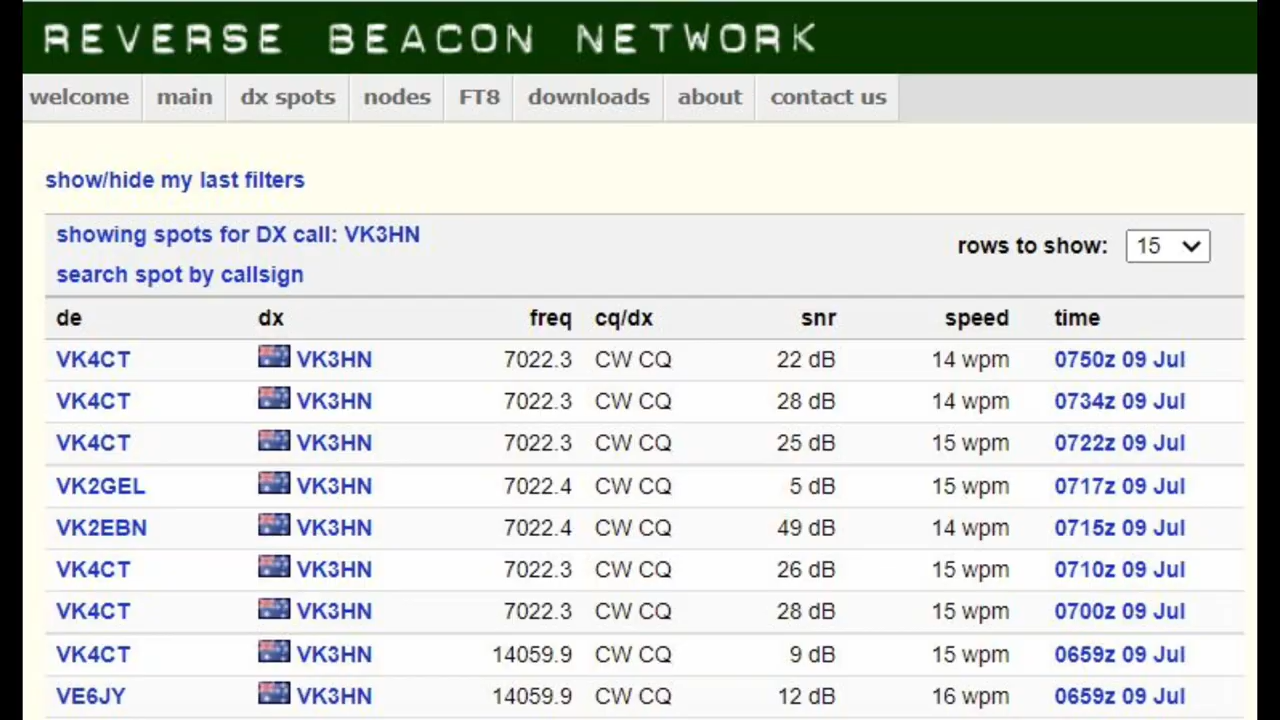 REVERSE BEACON NETWORK
welcome main dx spots nodes FT8 downloads about contact us
show/hide my last filters
showing spots for DX call: VK3HN
rows to show: 15
search spot by callsign
de dx freq cq/dx snr speed time
VK4CT VK3HN 7022.3 CW CQ 22 dB 14 wpm 0750z 09 Jul
VK4CT VK3HN 7022.3 CW CQ 28 dB 14 wpm 0734z 09 Jul
VK4CT VK3HN 7022.3 CW CQ 25 dB 15 wpm 0722z 09 Jul
VK2GEL VK3HN 7022.4 CW CQ 5 dB 15 wpm 0717z 09 Jul
VK2EBN VK3HN 7022.4 CW CQ 49 dB 14 wpm 0715z 09 Jul
VK4CT VK3HN 7022.3 CW CQ 26 dB 15 wpm 0710z 09 Jul
VK4CT VK3HN 7022.3 CW CQ 28 dB 15 wpm 0700z 09 Jul
VK4CT VK3HN 14059.9 CW CQ 9 dB 15 wpm 0659z 09 Jul
VE6JY VK3HN 14059.9 CW CQ 12 dB 16 wpm 0659z 09 Jul